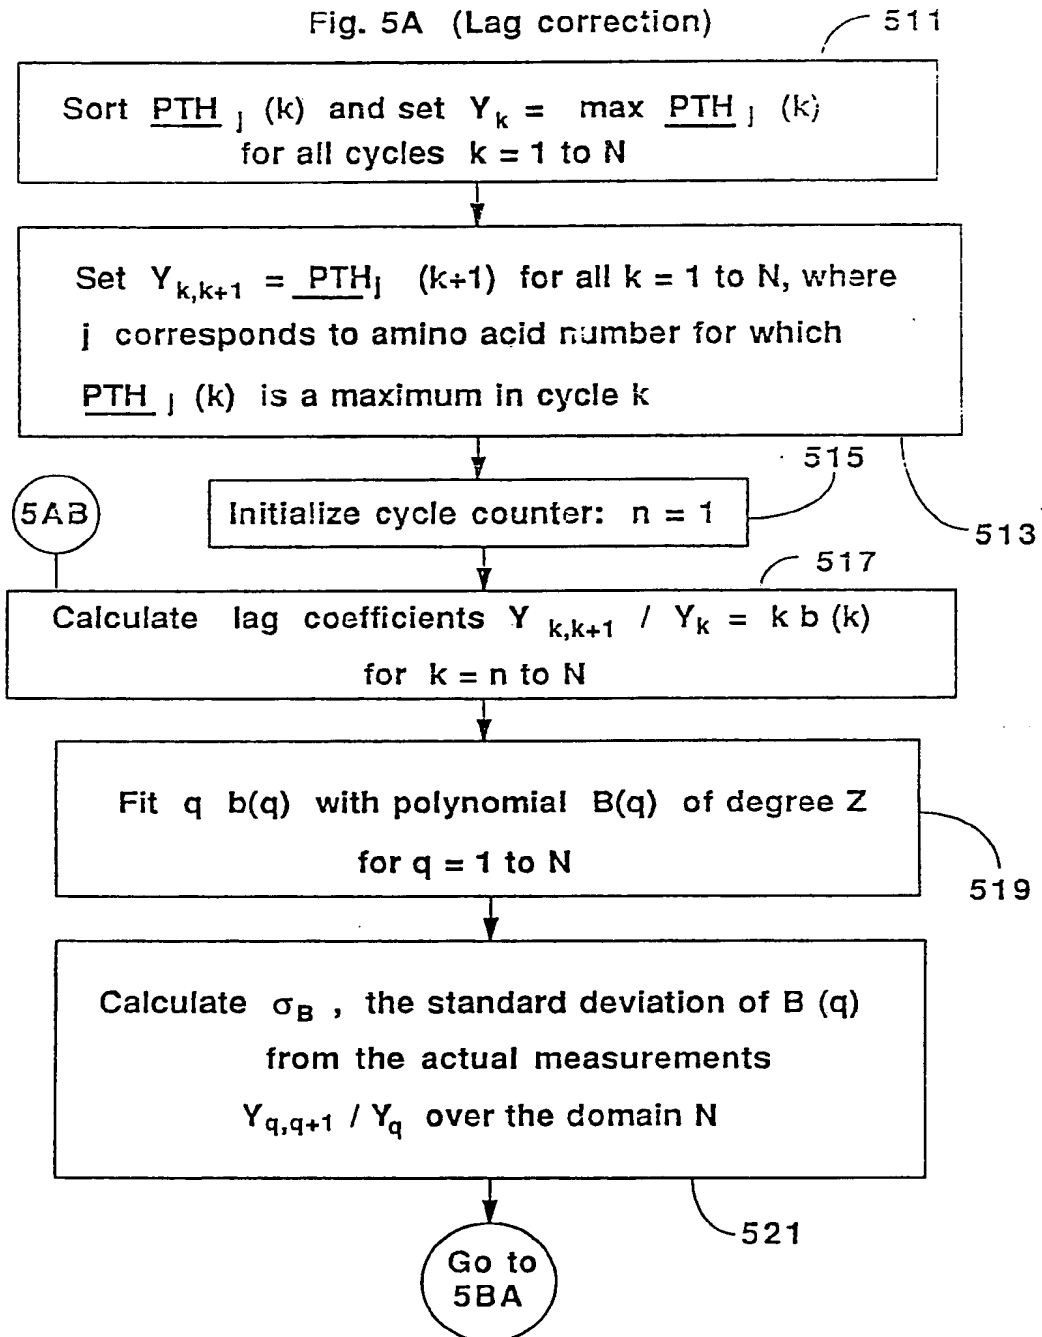 Fig. 5A (Lag correction)
511
Sort PTH j (k) and set Yk = max PTH j (k)
for all cycles k = 1 to N
Set Yk,k+1 = PTHj (k+1) for all k = 1 to N, where
j corresponds to amino acid number for which
PTH j (k) is a maximum in cycle k
515
5AB
Initialize cycle counter: n = 1
513
517
Calculate lag coefficients Y k,k+1 / Yk = k b (k)
for k = n to N
Fit q b(q) with polynomial B(q) of degree Z
for q = 1 to N
519
Calculate σB , the standard deviation of B (q)
from the actual measurements
Yq,q+1 / Yq over the domain N
521
Go to
5BA